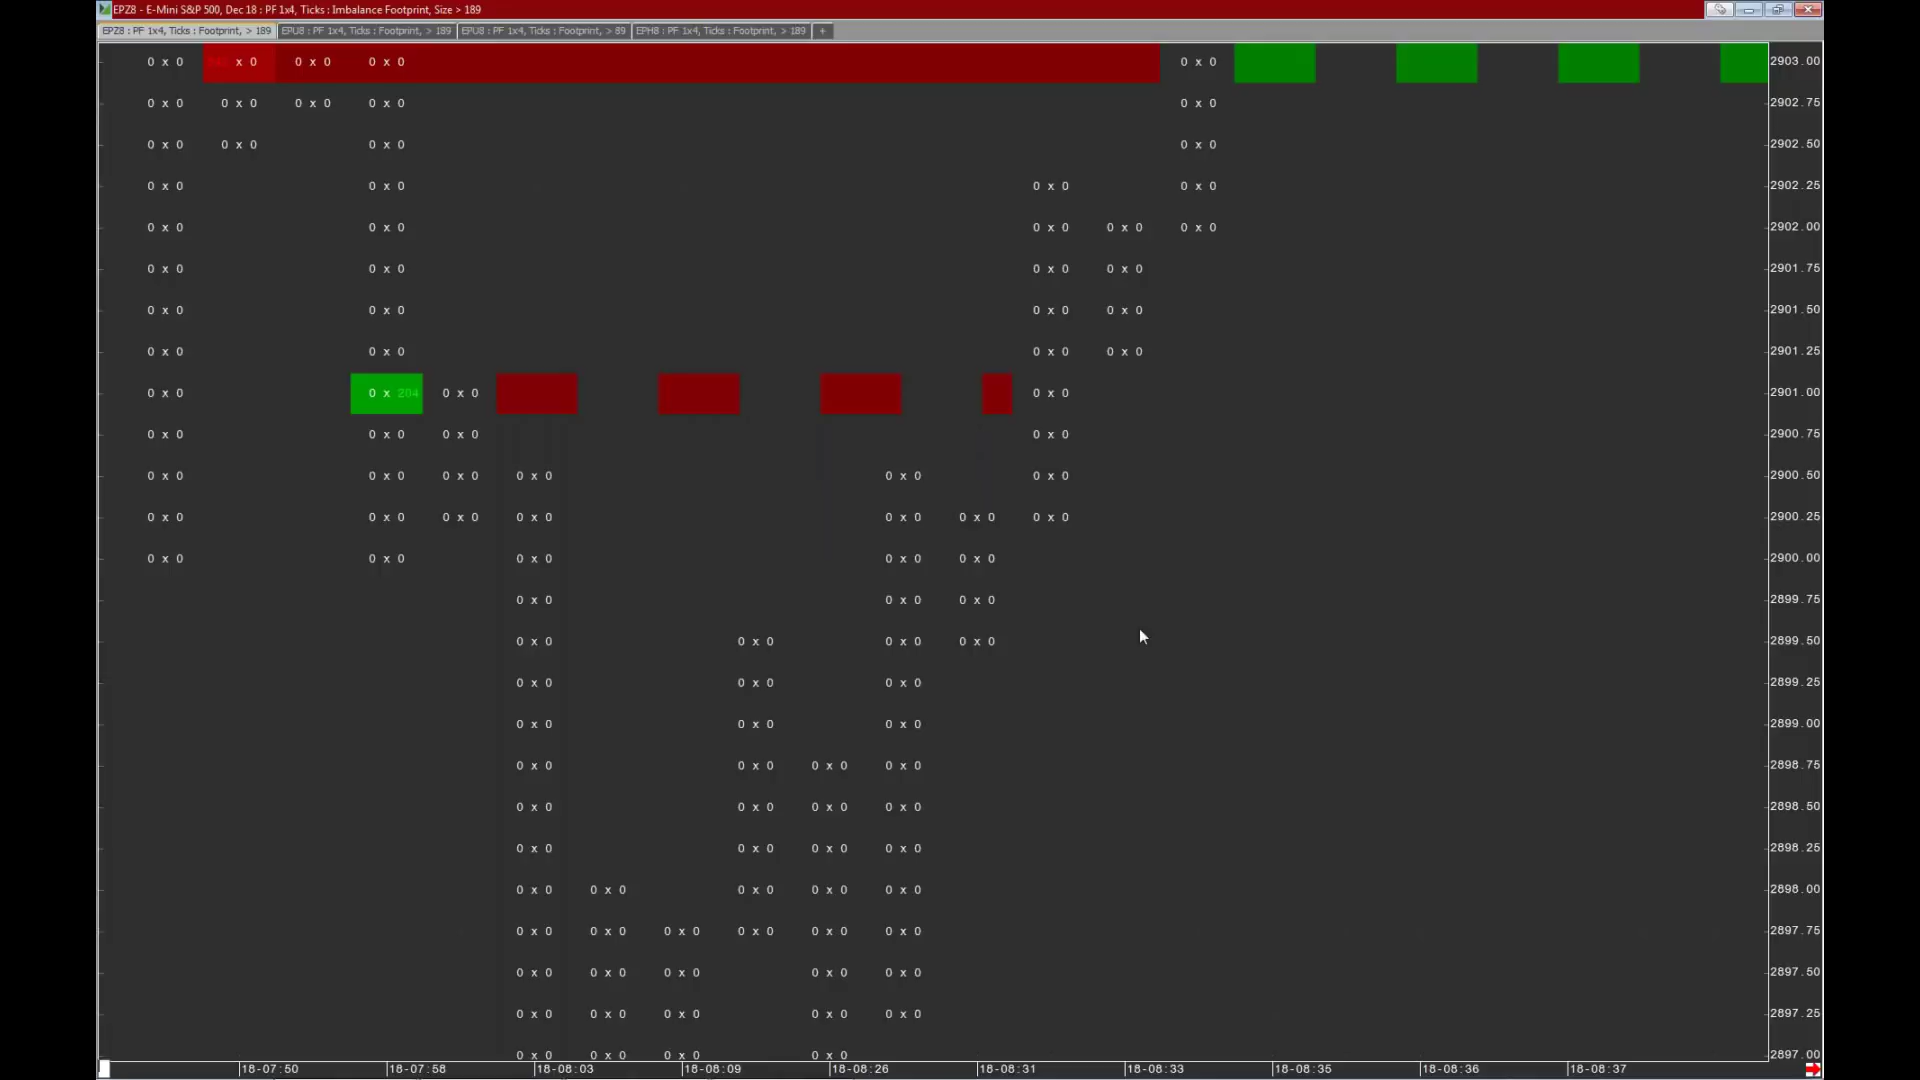 EPZ8 - E-Mini S&P 500, Dec 18 : PF 1x4, Ticks : Imbalance Footprint, Size > 189
EPZ8 : PF 1x4, Ticks : Footprint, > 189 EPU8 : PF 1x4, Ticks : Footprint, > 189 EPU8 : PF 1x4, Ticks : Footprint, > 89 EPH8 : PF 1x4, Ticks : Footprint, > 189 +
0 x 0 x 0 0 x 0 0 x 0 0 x 0 2903.00
0 x 0 0 x 0 0 x 0 0 x 0 0 x 0 2902.75
0 x 0 0 x 0 0 x 0 0 x 0 2902.50
0 x 0 0 x 0 0 x 0 0 x 0 2902.25
0 x 0 0 x 0 0 x 0 0 x 0 0 x 0 2902.00
0 x 0 0 x 0 0 x 0 0 x 0 2901.75
0 x 0 0 x 0 0 x 0 0 x 0 2901.50
0 x 0 0 x 0 0 x 0 0 x 0 2901.25
0 x 0 0 x 204 0 x 0 0 x 0 2901.00
0 x 0 0 x 0 0 x 0 0 x 0 2900.75
0 x 0 0 x 0 0 x 0 0 x 0 0 x 0 0 x 0 2900.50
0 x 0 0 x 0 0 x 0 0 x 0 0 x 0 0 x 0 0 x 0 2900.25
0 x 0 0 x 0 0 x 0 0 x 0 0 x 0 2900.00
0 x 0 0 x 0 0 x 0 2899.75
0 x 0 0 x 0 0 x 0 0 x 0 2899.50
0 x 0 0 x 0 0 x 0 2899.25
0 x 0 0 x 0 0 x 0 2899.00
0 x 0 0 x 0 0 x 0 0 x 0 2898.75
0 x 0 0 x 0 0 x 0 0 x 0 2898.50
0 x 0 0 x 0 0 x 0 0 x 0 2898.25
0 x 0 0 x 0 0 x 0 0 x 0 0 x 0 2898.00
0 x 0 0 x 0 0 x 0 0 x 0 0 x 0 0 x 0 2897.75
0 x 0 0 x 0 0 x 0 0 x 0 0 x 0 2897.50
0 x 0 0 x 0 0 x 0 0 x 0 0 x 0 2897.25
0 x 0 0 x 0 0 x 0 0 x 0 2897.00
18-07:50 18-07:58 18-08:03 18-08:09 18-08:26 18-08:31 18-08:33 18-08:35 18-08:36 18-08:37